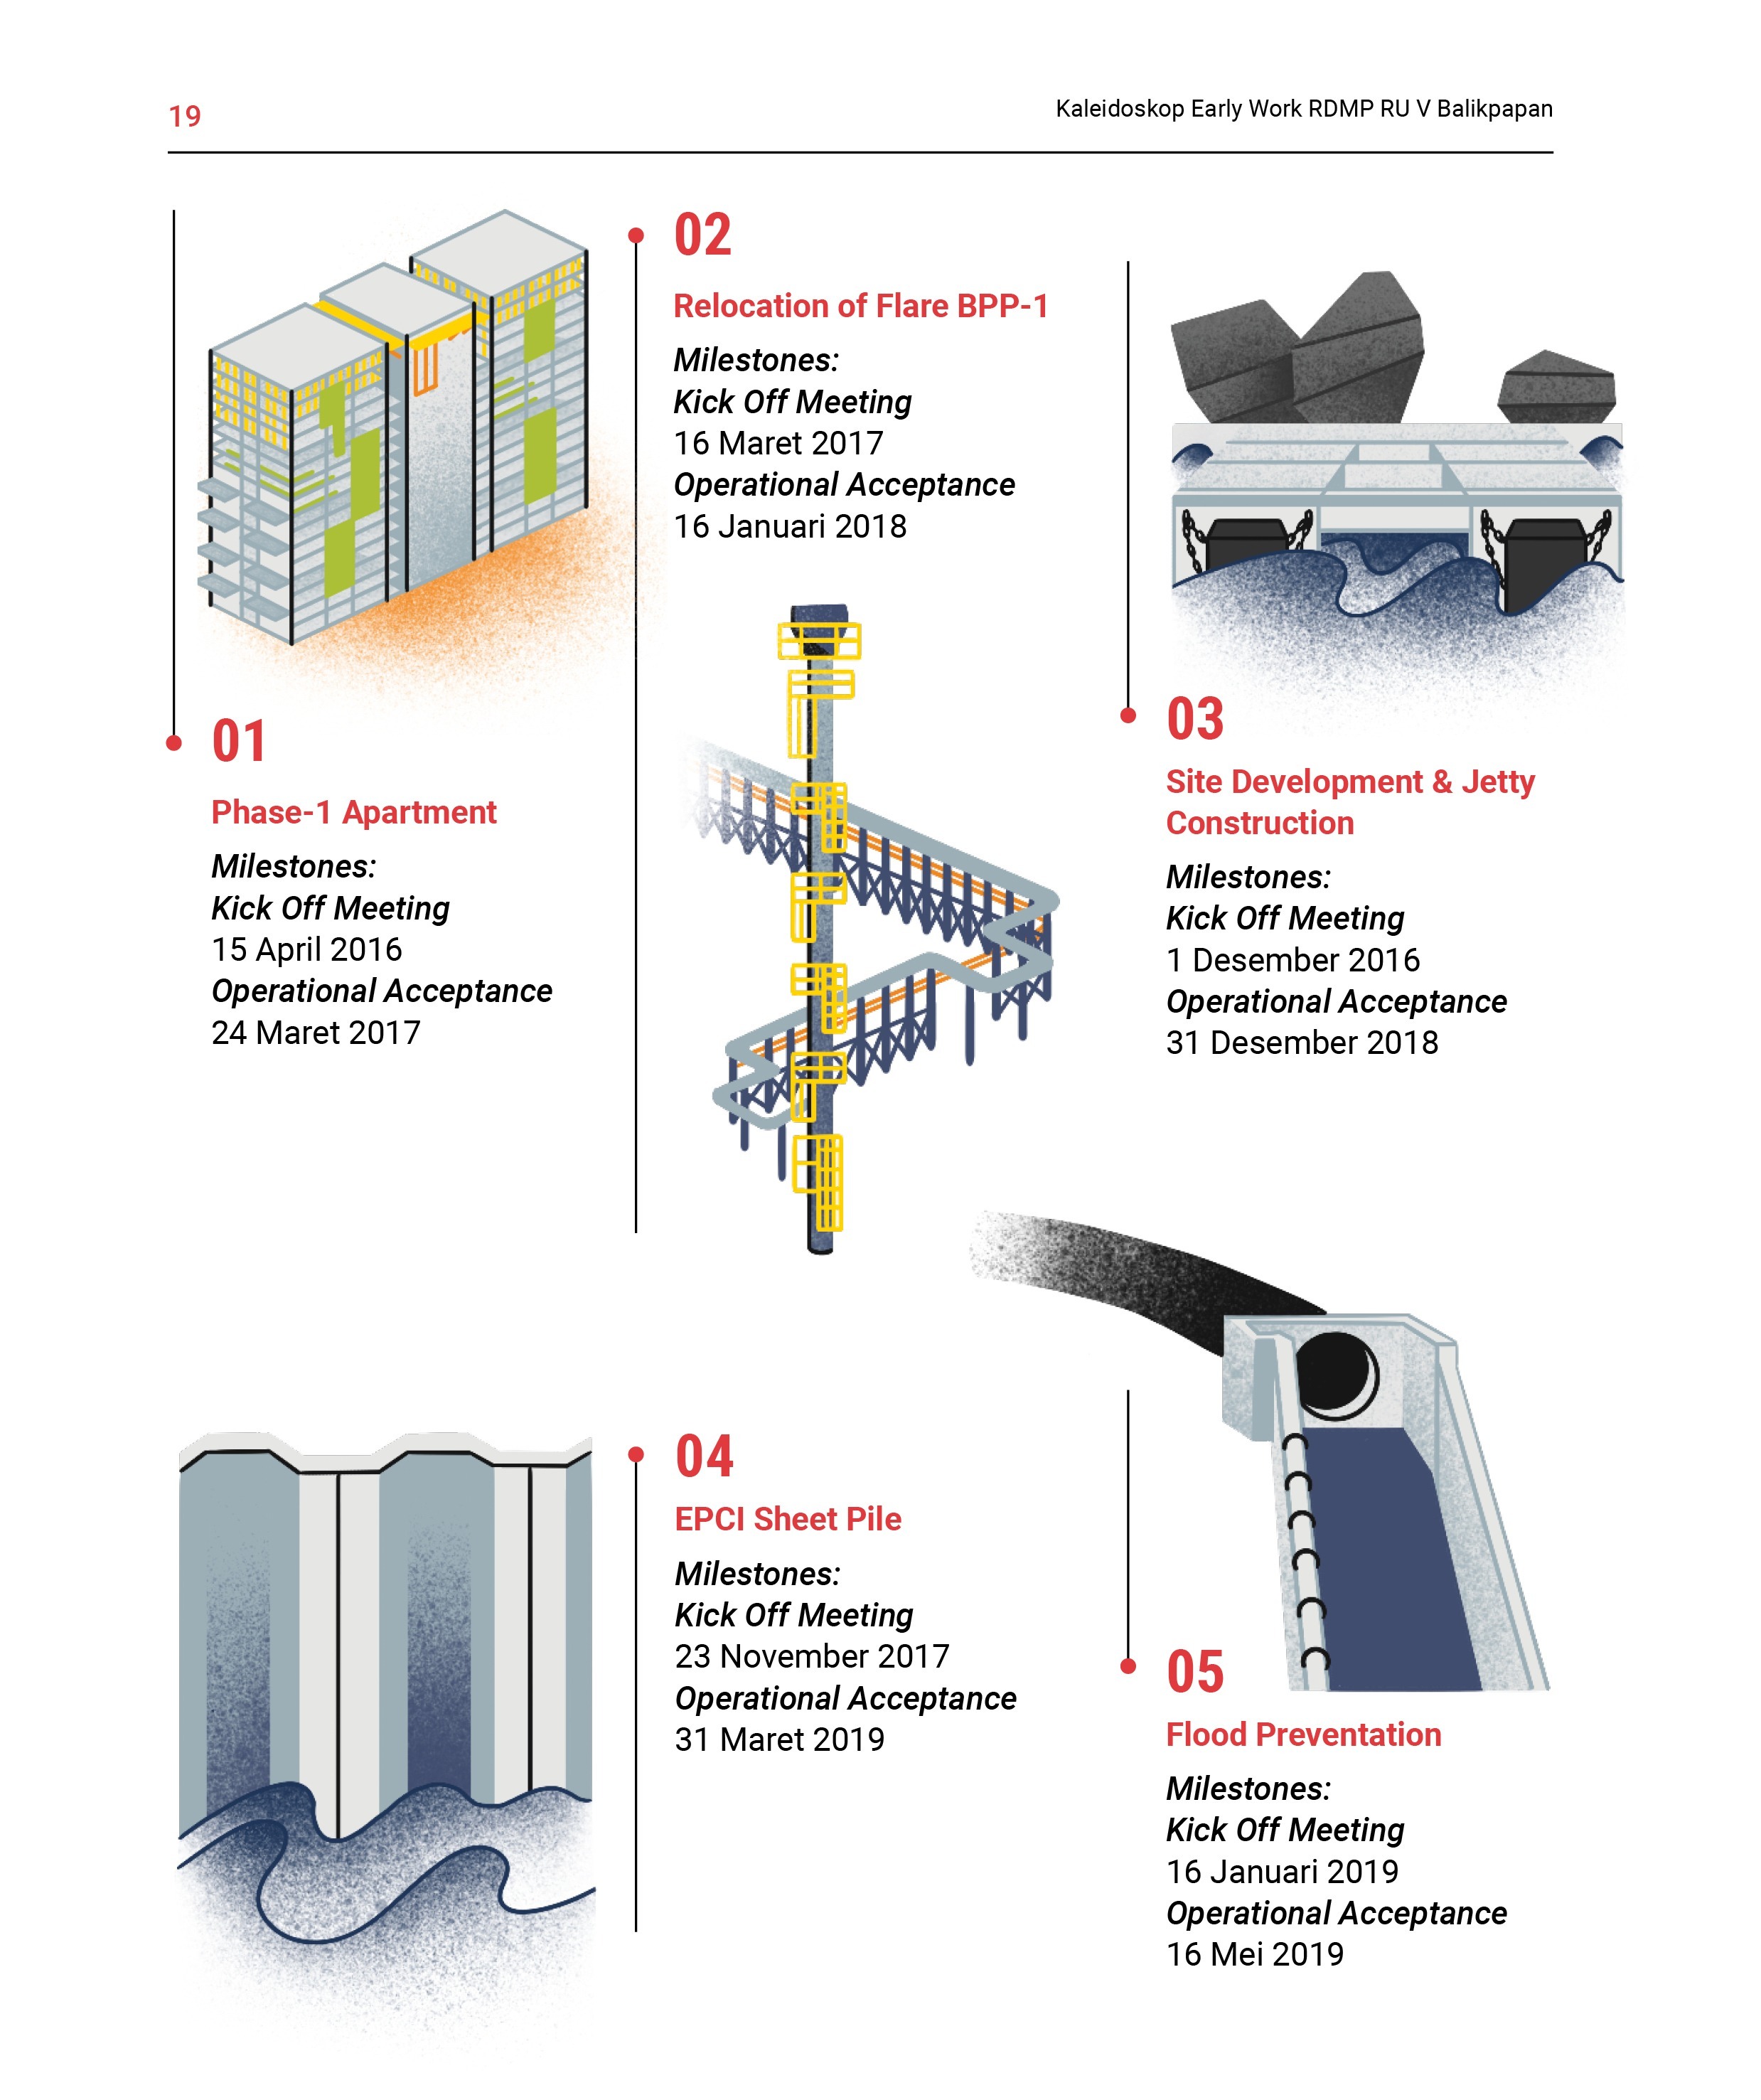 19
Kaleidoskop Early Work RDMP RU V Balikpapan
01
Phase-1 Apartment
Milestones:
Kick Off Meeting
15 April 2016
Operational Acceptance
24 Maret 2017
02
Relocation of Flare BPP-1
Milestones:
Kick Off Meeting
16 Maret 2017
Operational Acceptance
16 Januari 2018
03
Site Development & Jetty
Construction
Milestones:
Kick Off Meeting
1 Desember 2016
Operational Acceptance
31 Desember 2018
04
EPCI Sheet Pile
Milestones:
Kick Off Meeting
23 November 2017
Operational Acceptance
31 Maret 2019
05
Flood Preventation
Milestones:
Kick Off Meeting
16 Januari 2019
Operational Acceptance
16 Mei 2019